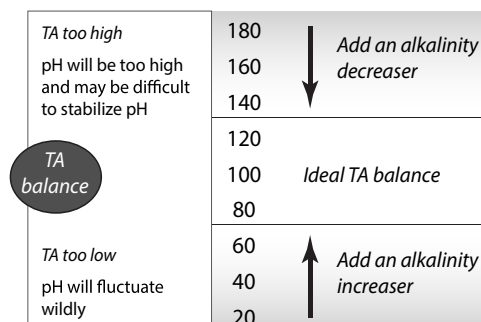 TA too high
pH will be too high
and may be difficult
to stabilize pH
TA
balance
TA too low
pH will fluctuate
wildly
180
160
140
120
100
80
60
40
20
Add an alkalinity
decreaser
Ideal TA balance
Add an alkalinity
increaser